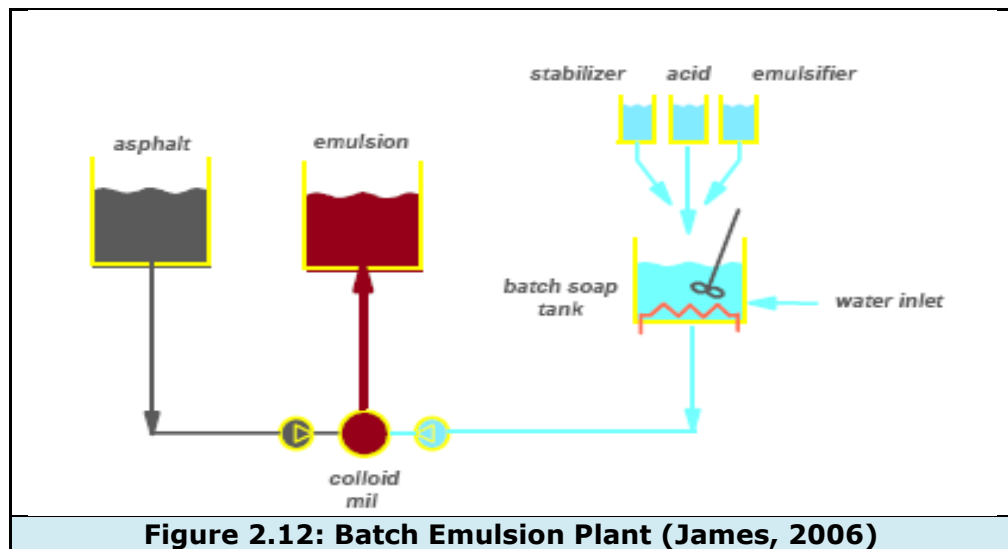 stabilizer acid emulsifier
asphalt emulsion
batch soap
tank
water inlet
colloid
mil
Figure 2.12: Batch Emulsion Plant (James, 2006)